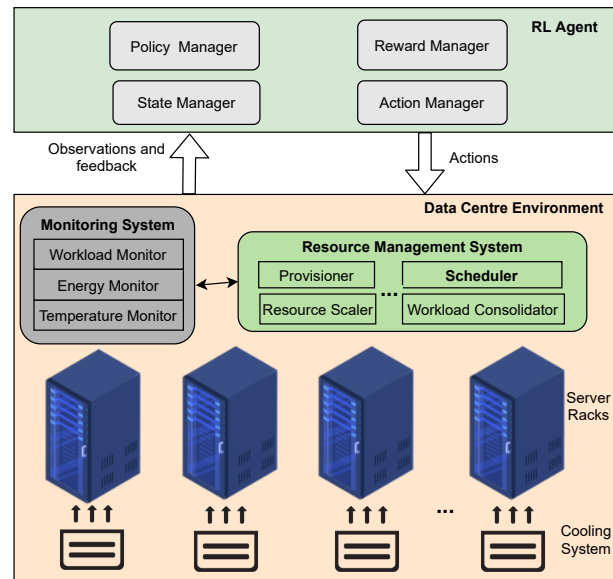 RL Agent
Policy Manager
Reward Manager
State Manager
Action Manager
Observations and
feedback
Actions
Data Centre Environment
Monitoring System
Workload Monitor
Energy Monitor
Temperature Monitor
Resource Management System
Provisioner
...
Scheduler
Resource Scaler
Workload Consolidator
Server
Racks
...
Cooling
System